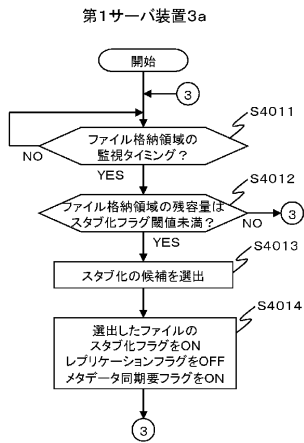 第1サーバ装置3a
開始
3
S4011
ファイル格納領域の
監視タイミング？
NO
YES
S4012
ファイル格納領域の残容量は
スタブ化フラグ閾値未満？
NO
3
YES
S4013
スタブ化の候補を選出
S4014
選出したファイルの
スタブ化フラグをON
レプリケーションフラグをOFF
メタデータ同期要フラグをON
3